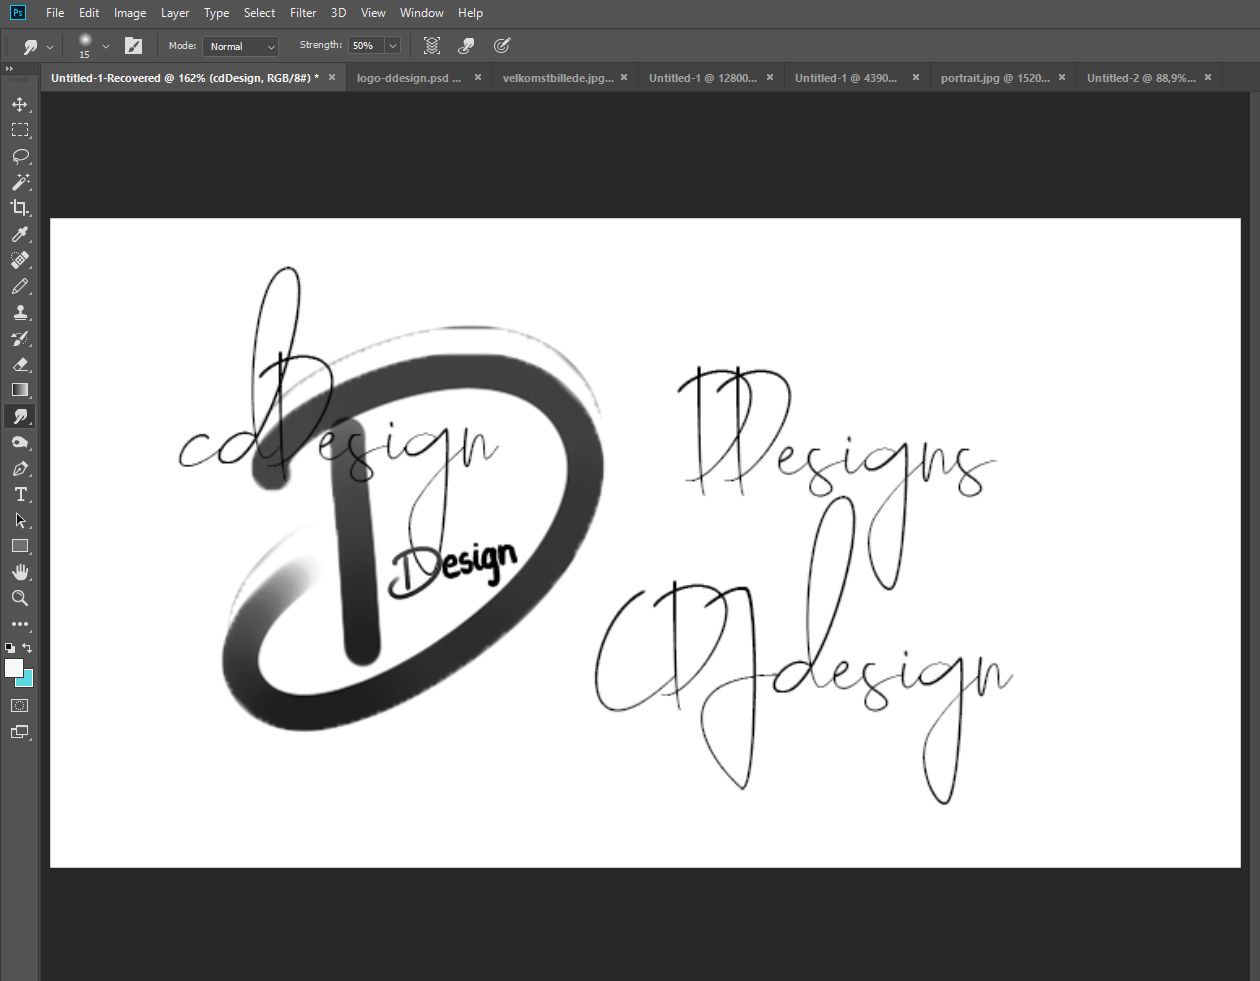 Ps File Edit Image Layer Type Select Filter 3D View Window Help
15 Mode: Normal Strength: 50%
Untitled-1-Recovered @ 162% (cdDesign, RGB/8#) * × logo-ddesign.psd ... × velkomstbillede.jpg... × Untitled-1 @ 12800... × Untitled-1 @ 4390... × portrait.jpg @ 1520... × Untitled-2 @ 88,9%... ×
cdDesign
DDesigns
Design
CDJdesign